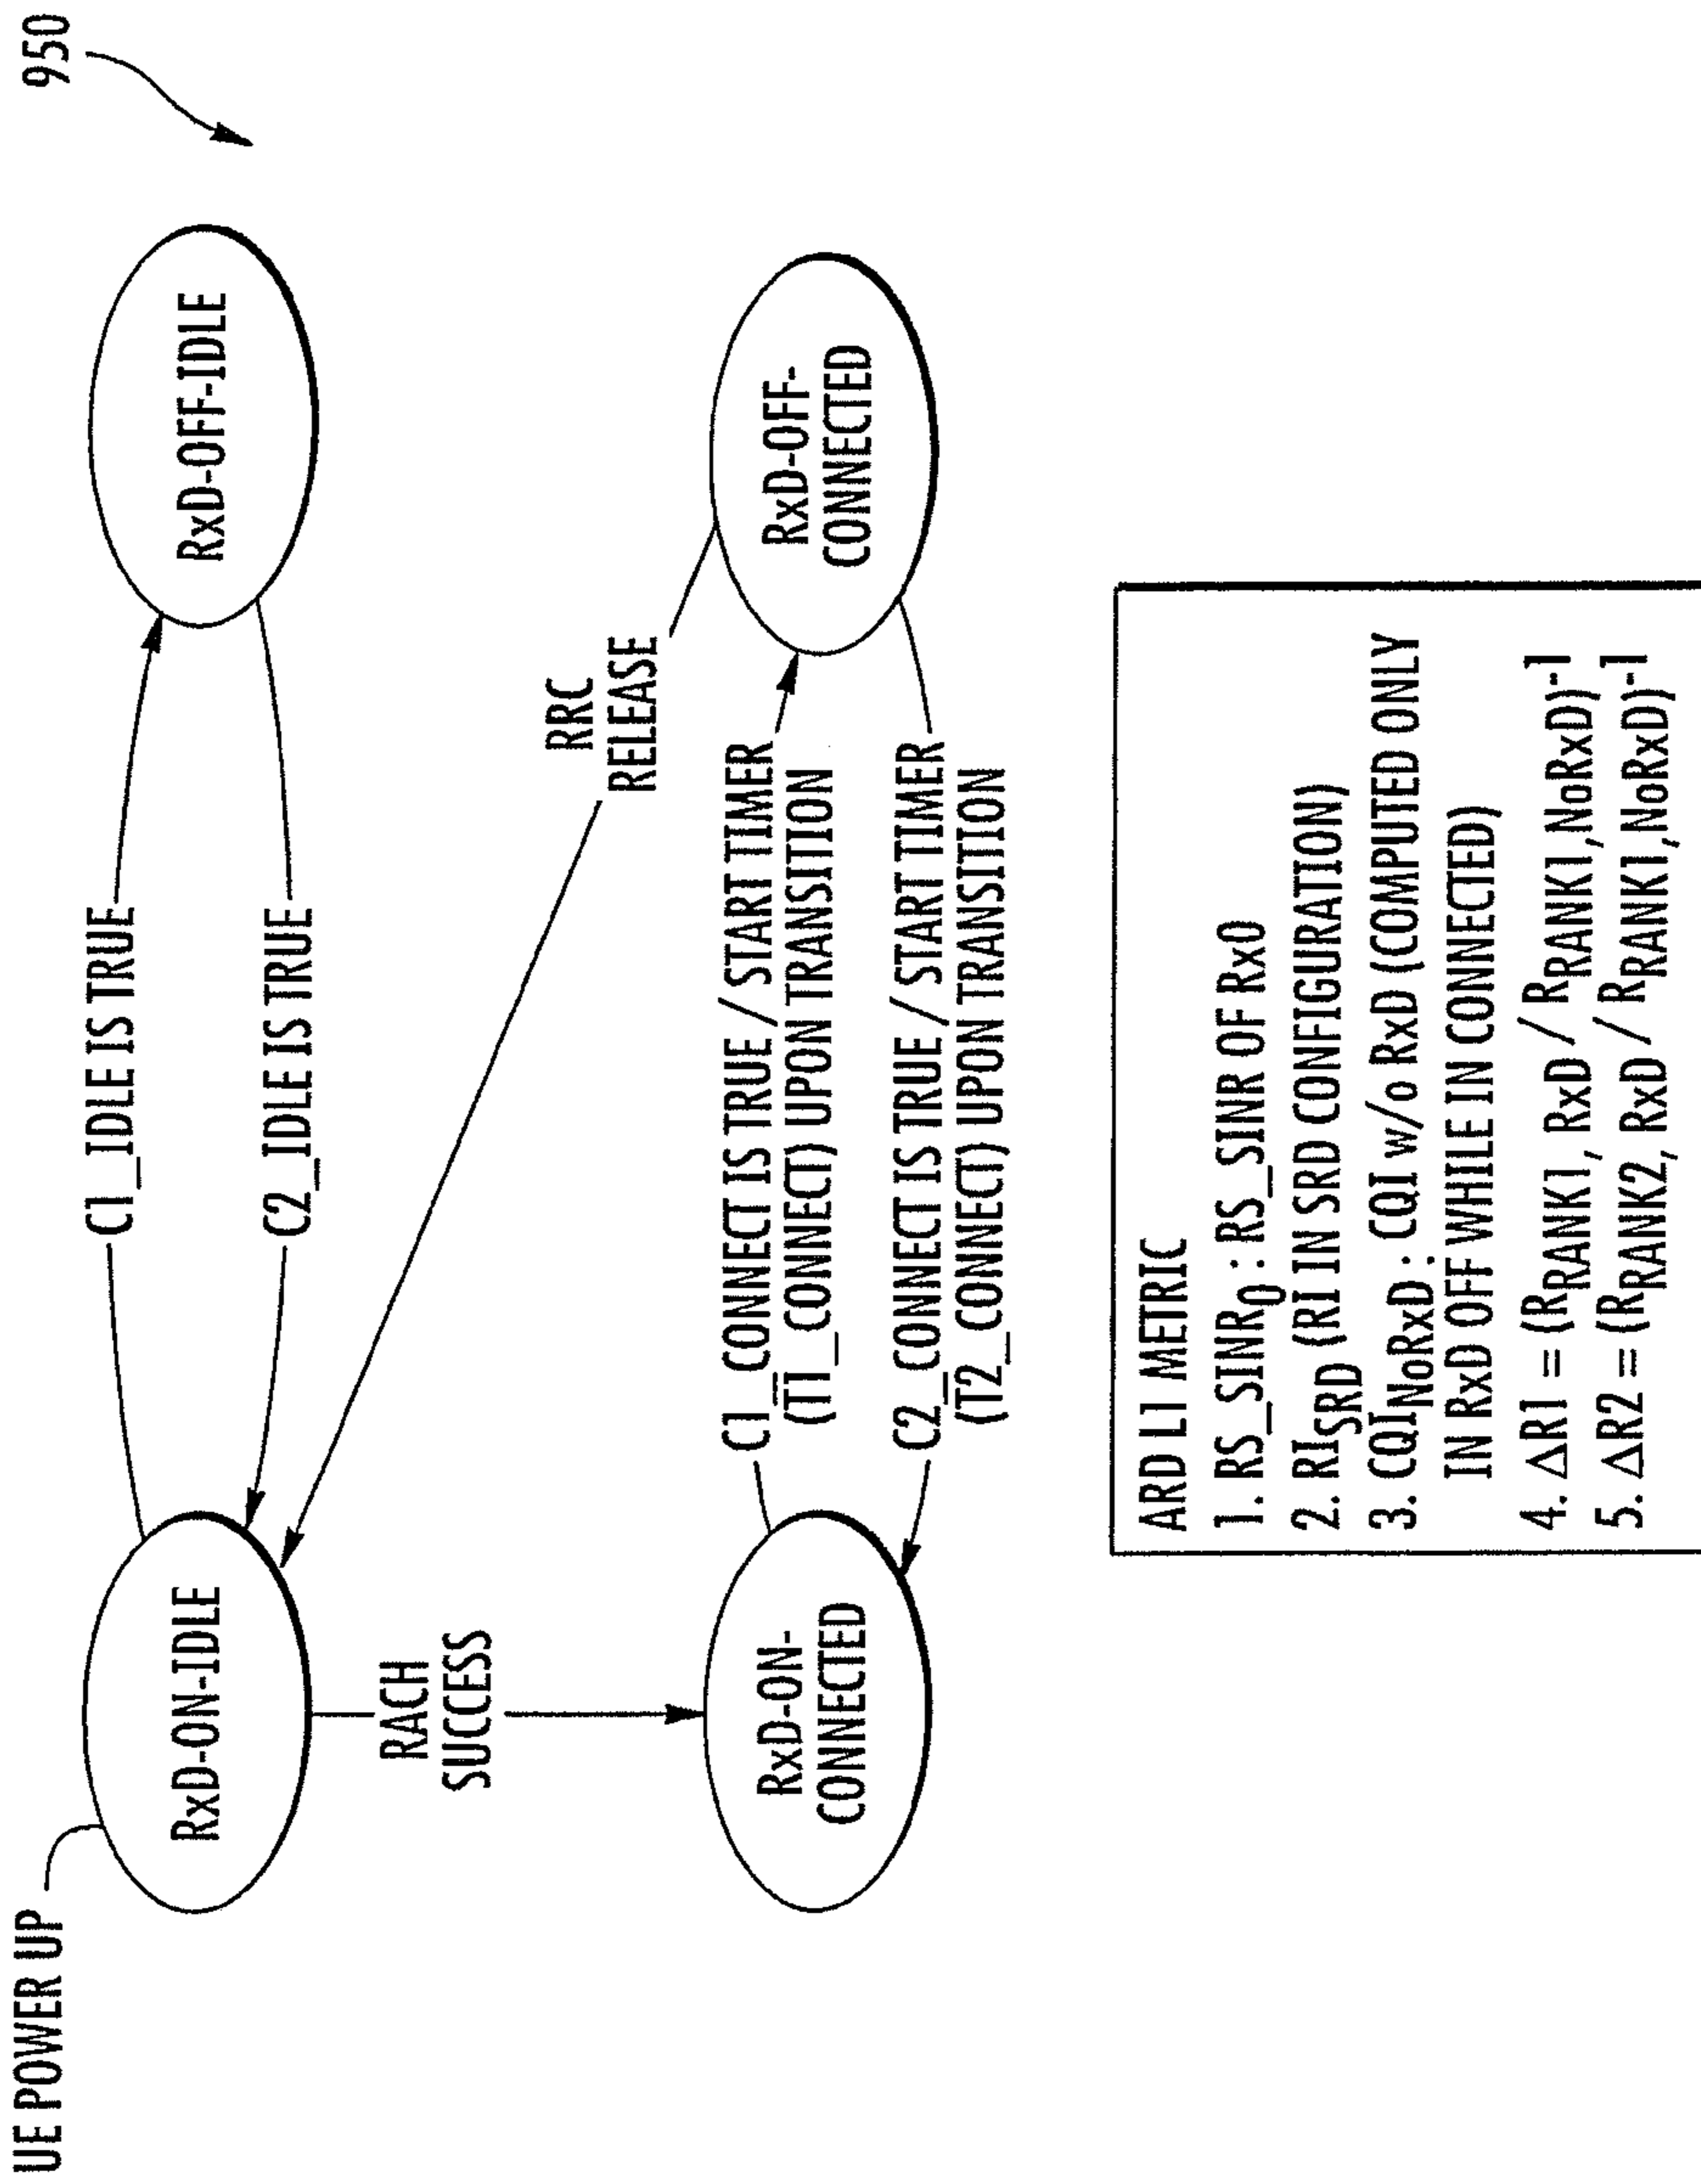 950
UE POWER UP
RxD-ON-IDLE
C1_IDLE IS TRUE
C2_IDLE IS TRUE
RxD-OFF-IDLE
RACH
SUCCESS
RRC
RELEASE
RxD-ON-
CONNECTED
C1_CONNECT IS TRUE / START TIMER
(T1_CONNECT) UPON TRANSITION
C2_CONNECT IS TRUE / START TIMER
(T2_CONNECT) UPON TRANSITION
RxD-OFF-
CONNECTED
ARD L1 METRIC
1. RS_SINR0 : RS_SINR OF Rx0
2. RISRD (RI IN SRD CONFIGURATION)
3. CQINoRxD : CQI w/o RxD (COMPUTED ONLY
IN RxD OFF WHILE IN CONNECTED)
4. △R1 = (RRANK1, RxD / RRANK1,NoRxD)-1
5. △R2 = (RRANK2, RxD / RRANK1,NoRxD)-1